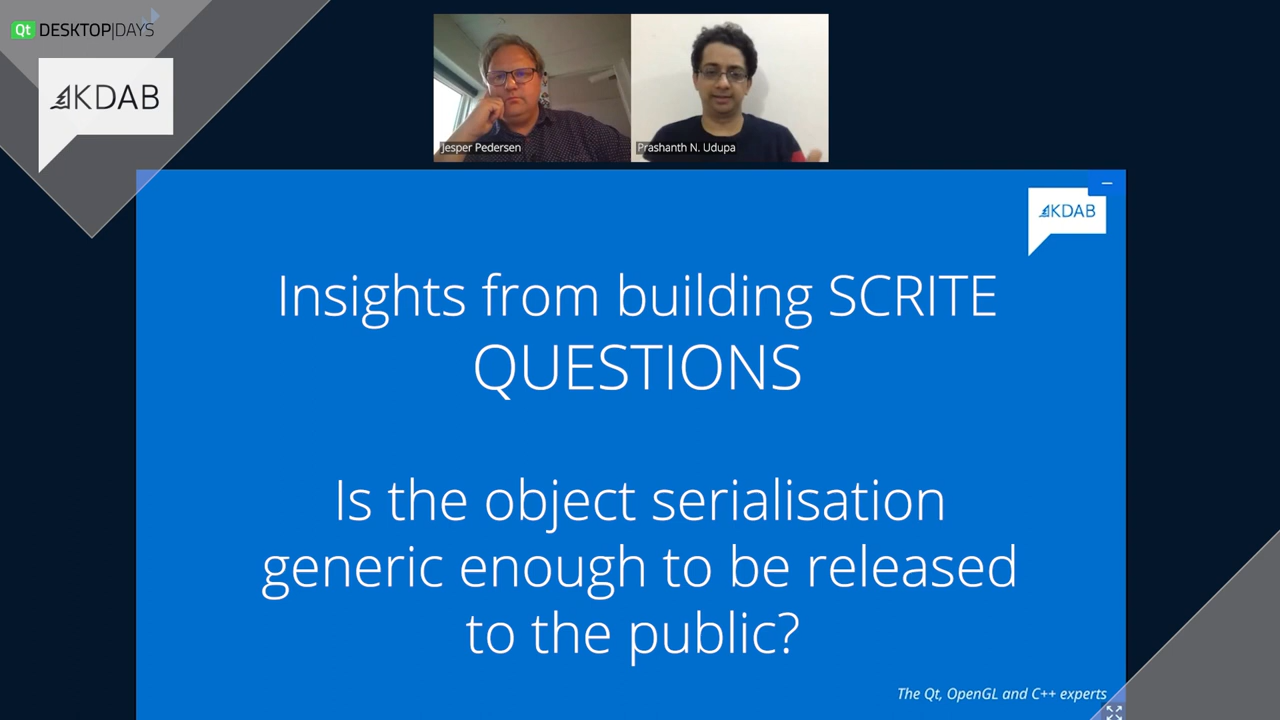 Qt DESKTOP|DAYS
KDAB
Jesper Pedersen
Prashanth N. Udupa
KDAB
Insights from building SCRITE
QUESTIONS
Is the object serialisation
generic enough to be released
to the public?
The Qt, OpenGL and C++ experts